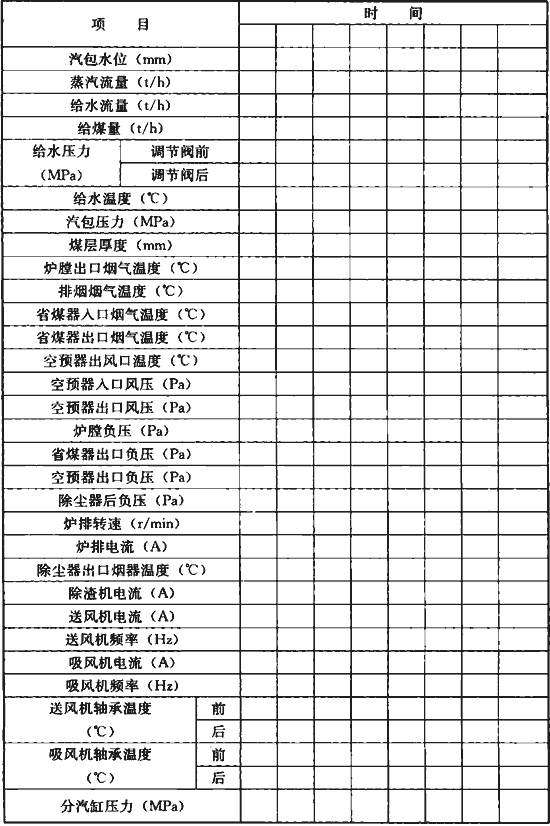 项 目
时 间
汽包水位（mm）
蒸汽流量（t/h）
给水流量（t/h）
给煤量（t/h）
给水压力
（MPa）
调节阀前
调节阀后
给水温度（℃）
汽包压力（MPa）
煤层厚度（mm）
炉膛出口烟气温度（℃）
排烟烟气温度（℃）
省煤器入口烟气温度（℃）
省煤器出口烟气温度（℃）
空预器出风口温度（℃）
空预器入口风压（Pa）
空预器出口风压（Pa）
炉膛负压（Pa）
省煤器出口负压（Pa）
空预器出口负压（Pa）
除尘器后负压（Pa）
炉排转速（r/min）
炉排电流（A）
除尘器出口烟器温度（℃）
除渣机电流（A）
送风机电流（A）
送风机频率（Hz）
吸风机电流（A）
吸风机频率（Hz）
送风机轴承温度
（℃）
前
后
吸风机轴承温度
（℃）
前
后
分汽缸压力（MPa）